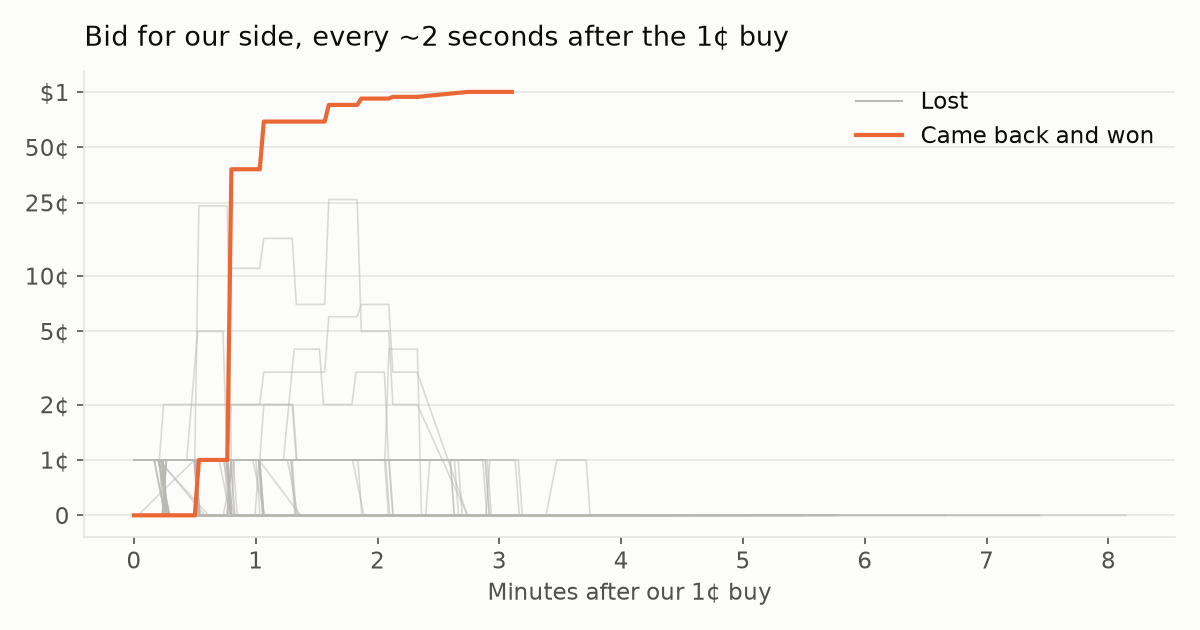 Bid for our side, every ~2 seconds after the 1¢ buy
$1
50¢
25¢
10¢
5¢
2¢
1¢
0
Lost
Came back and won
0 1 2 3 4 5 6 7 8
Minutes after our 1¢ buy